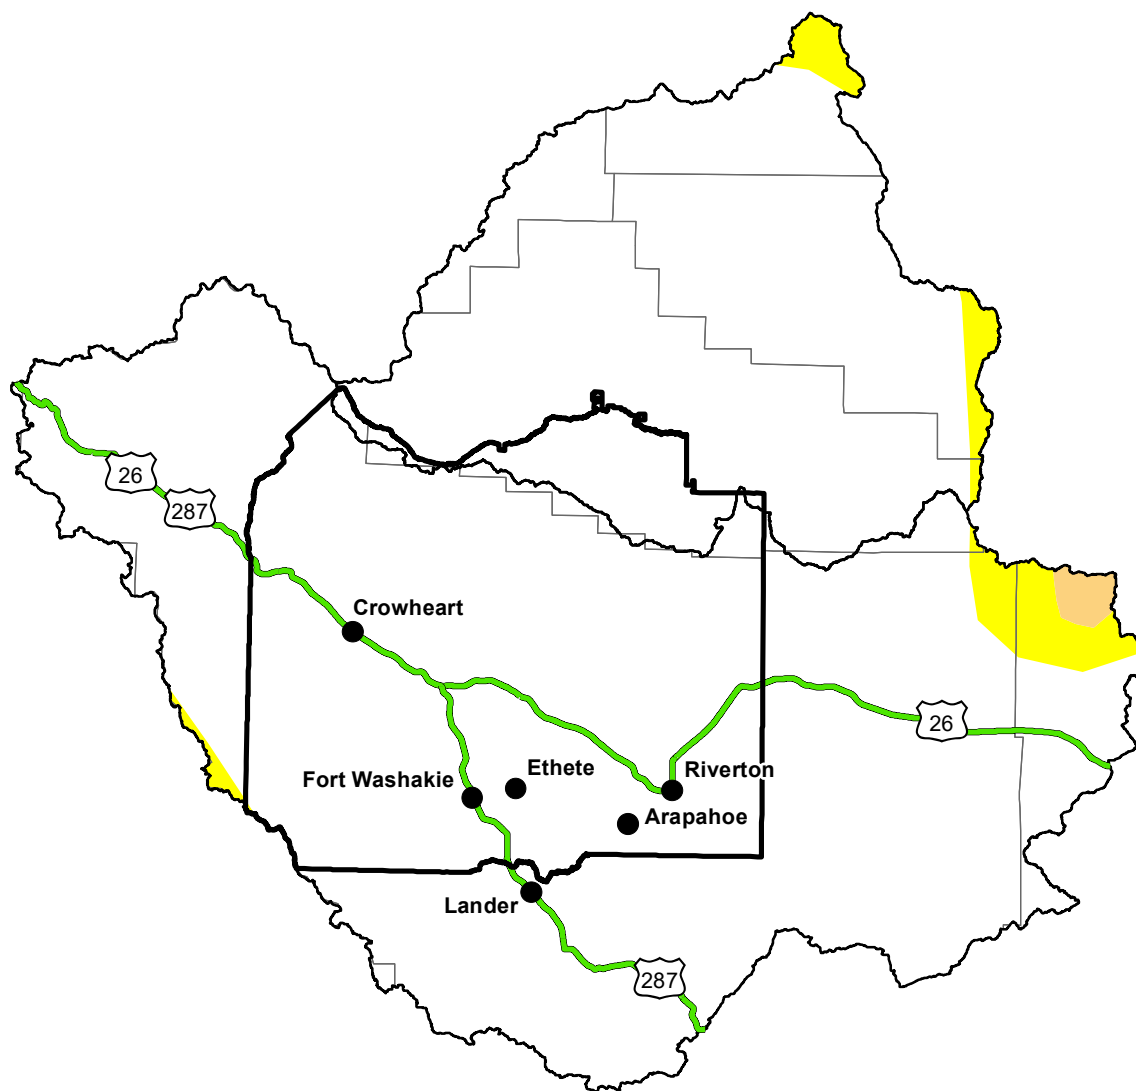 26
287
Crowheart
Ethete
Fort Washakie
Riverton
Arapahoe
26
Lander
287